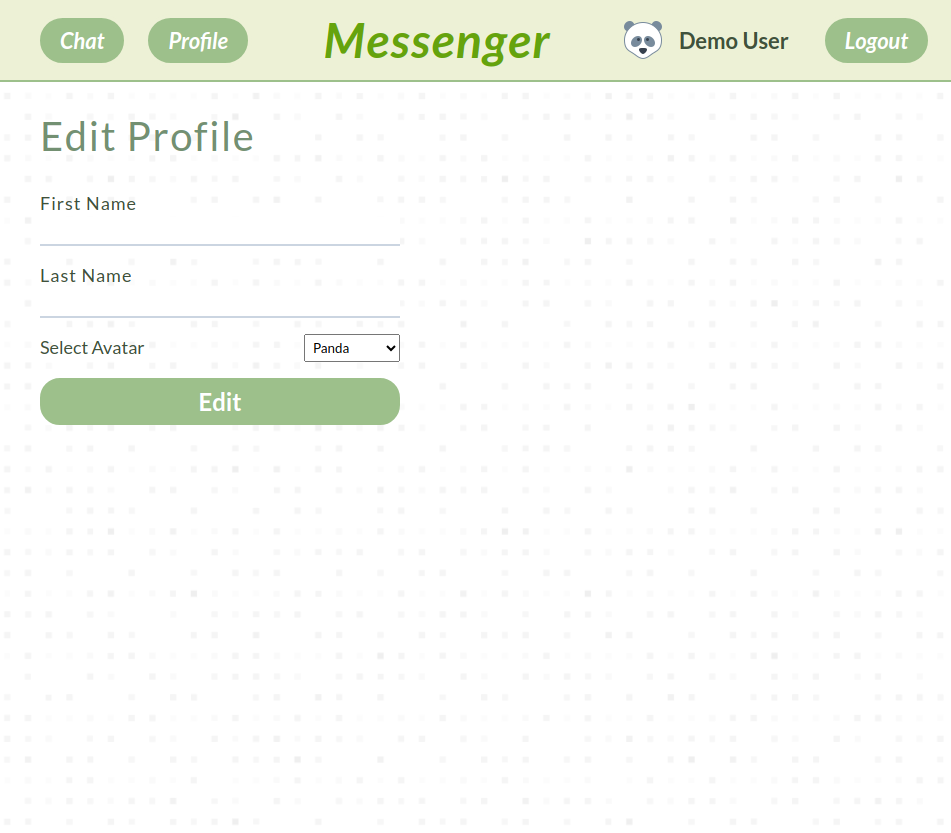 Chat
Profile
Messenger
Demo User
Logout
Edit Profile
First Name
Last Name
Select Avatar
Panda
Edit